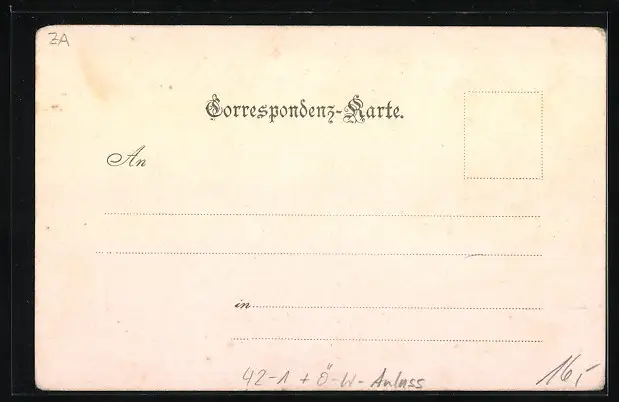 ZA
Correspondenz-Karte.
An
in
42-1 + Ö-W-Anlass
16,-